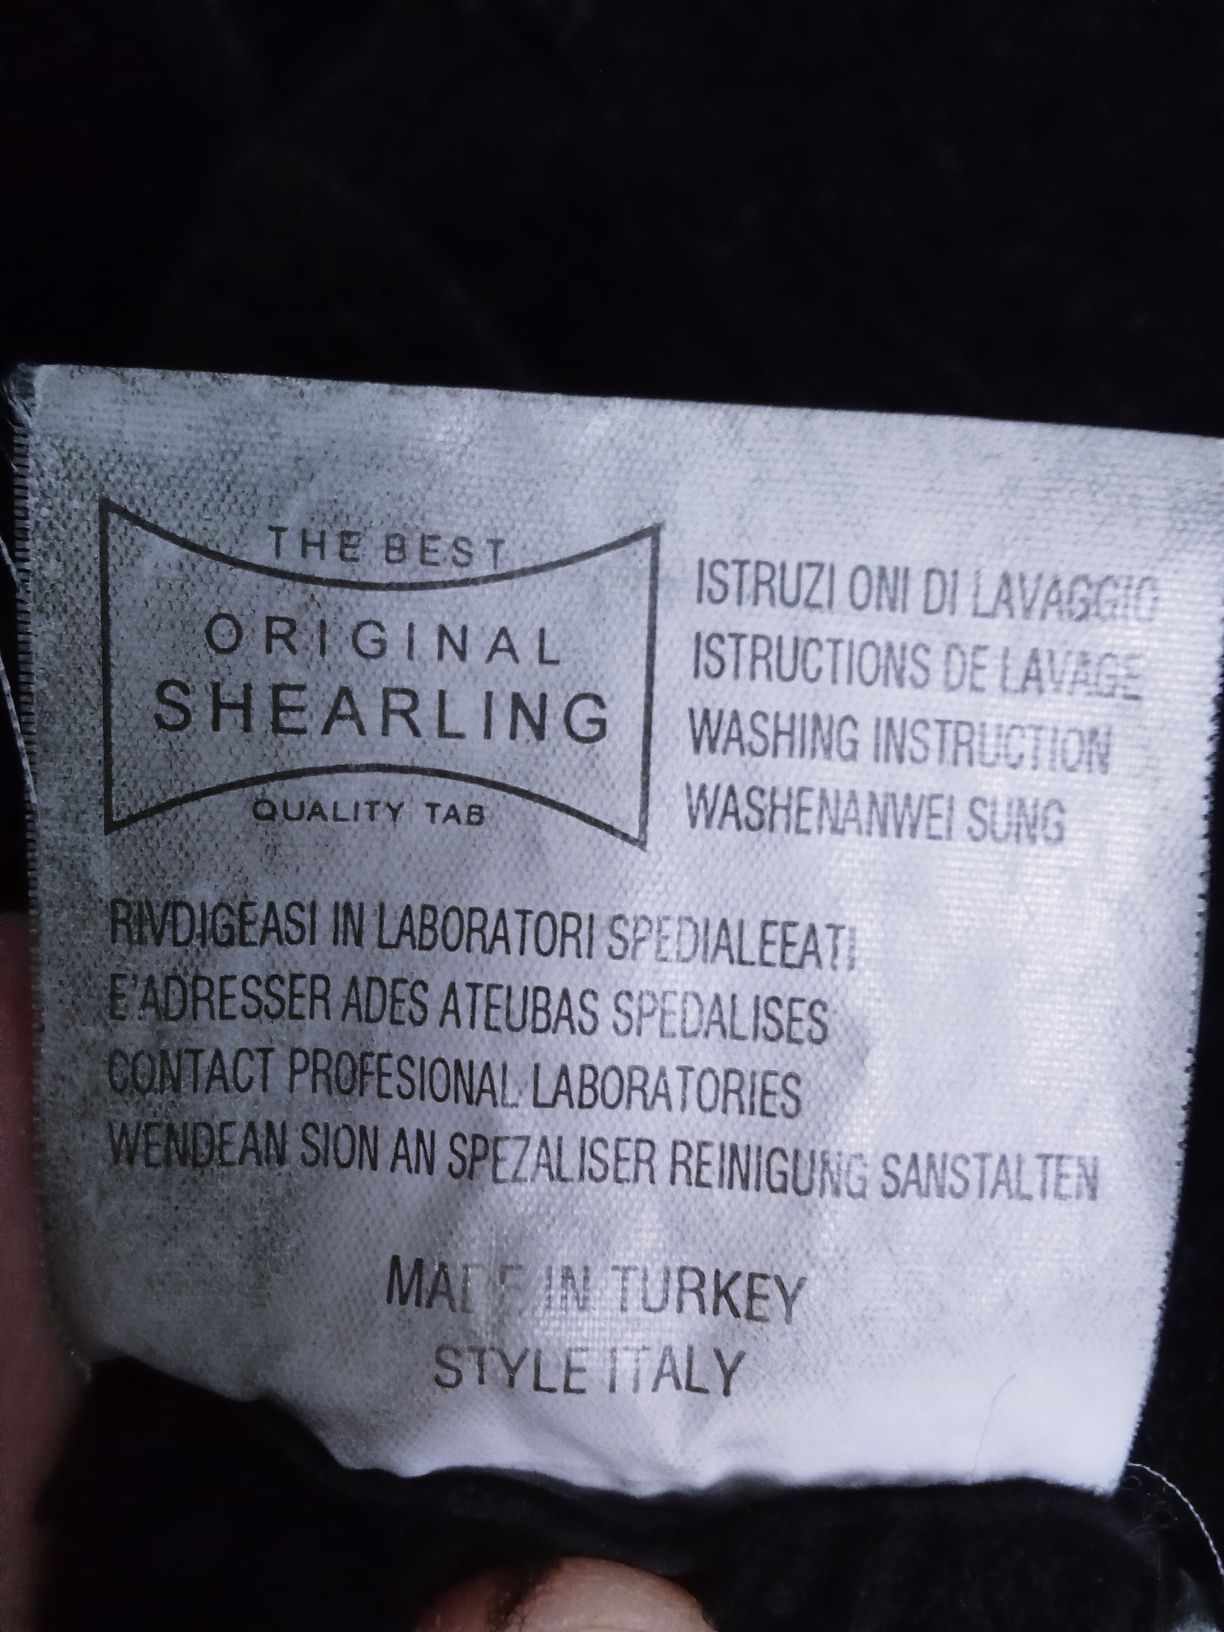 THE BEST
ORIGINAL
SHEARLING
QUALITY TAB
ISTRUZI ONI DI LAVAGGIO
ISTRUCTIONS DE LAVAGE
WASHING INSTRUCTION
WASHENANWEI SUNG
RIVDIGEASI IN LABORATORI SPEDIALEEATI
E'ADRESSER ADES ATEUBAS SPEDALISES
CONTACT PROFESIONAL LABORATORIES
WENDEAN SION AN SPEZALISER REINIGUNG SANSTALTEN
MADE IN TURKEY
STYLE ITALY